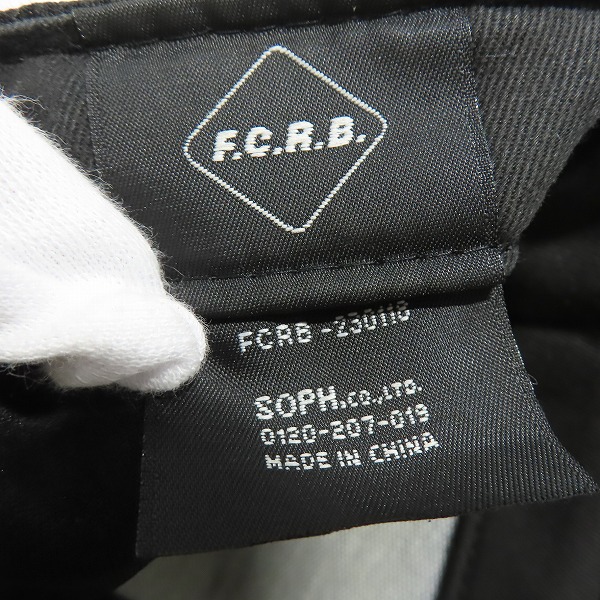 F.C.R.B.
FCRB-230118
SOPH.CO.,LTD.
0120-207-019
MADE IN CHINA